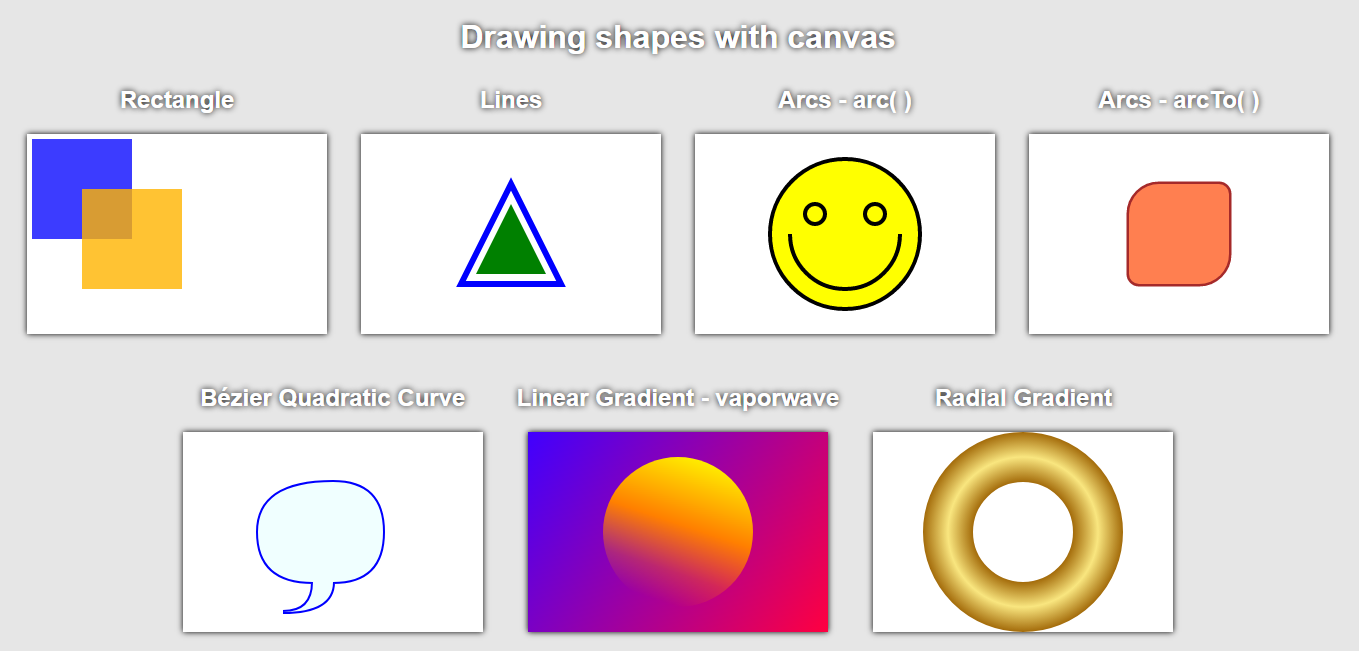 Drawing shapes with canvas
Rectangle
Lines
Arcs - arc( )
Arcs - arcTo( )
Bézier Quadratic Curve
Linear Gradient - vaporwave
Radial Gradient